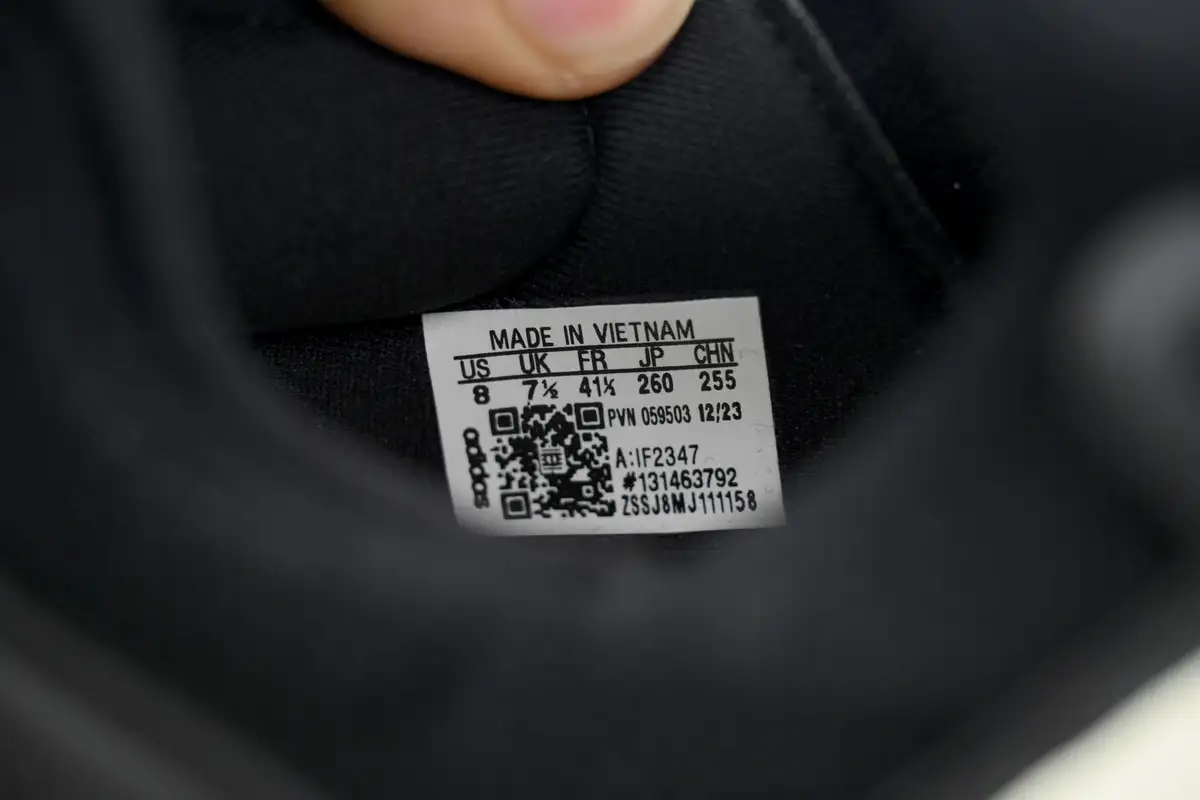 MADE IN VIETNAM
US UK FR JP CHN
8 7½ 41⅓ 260 255
PVN 059503 12/23
A:IF2347
#131463792
ZSSJ8MJ111158
adidas